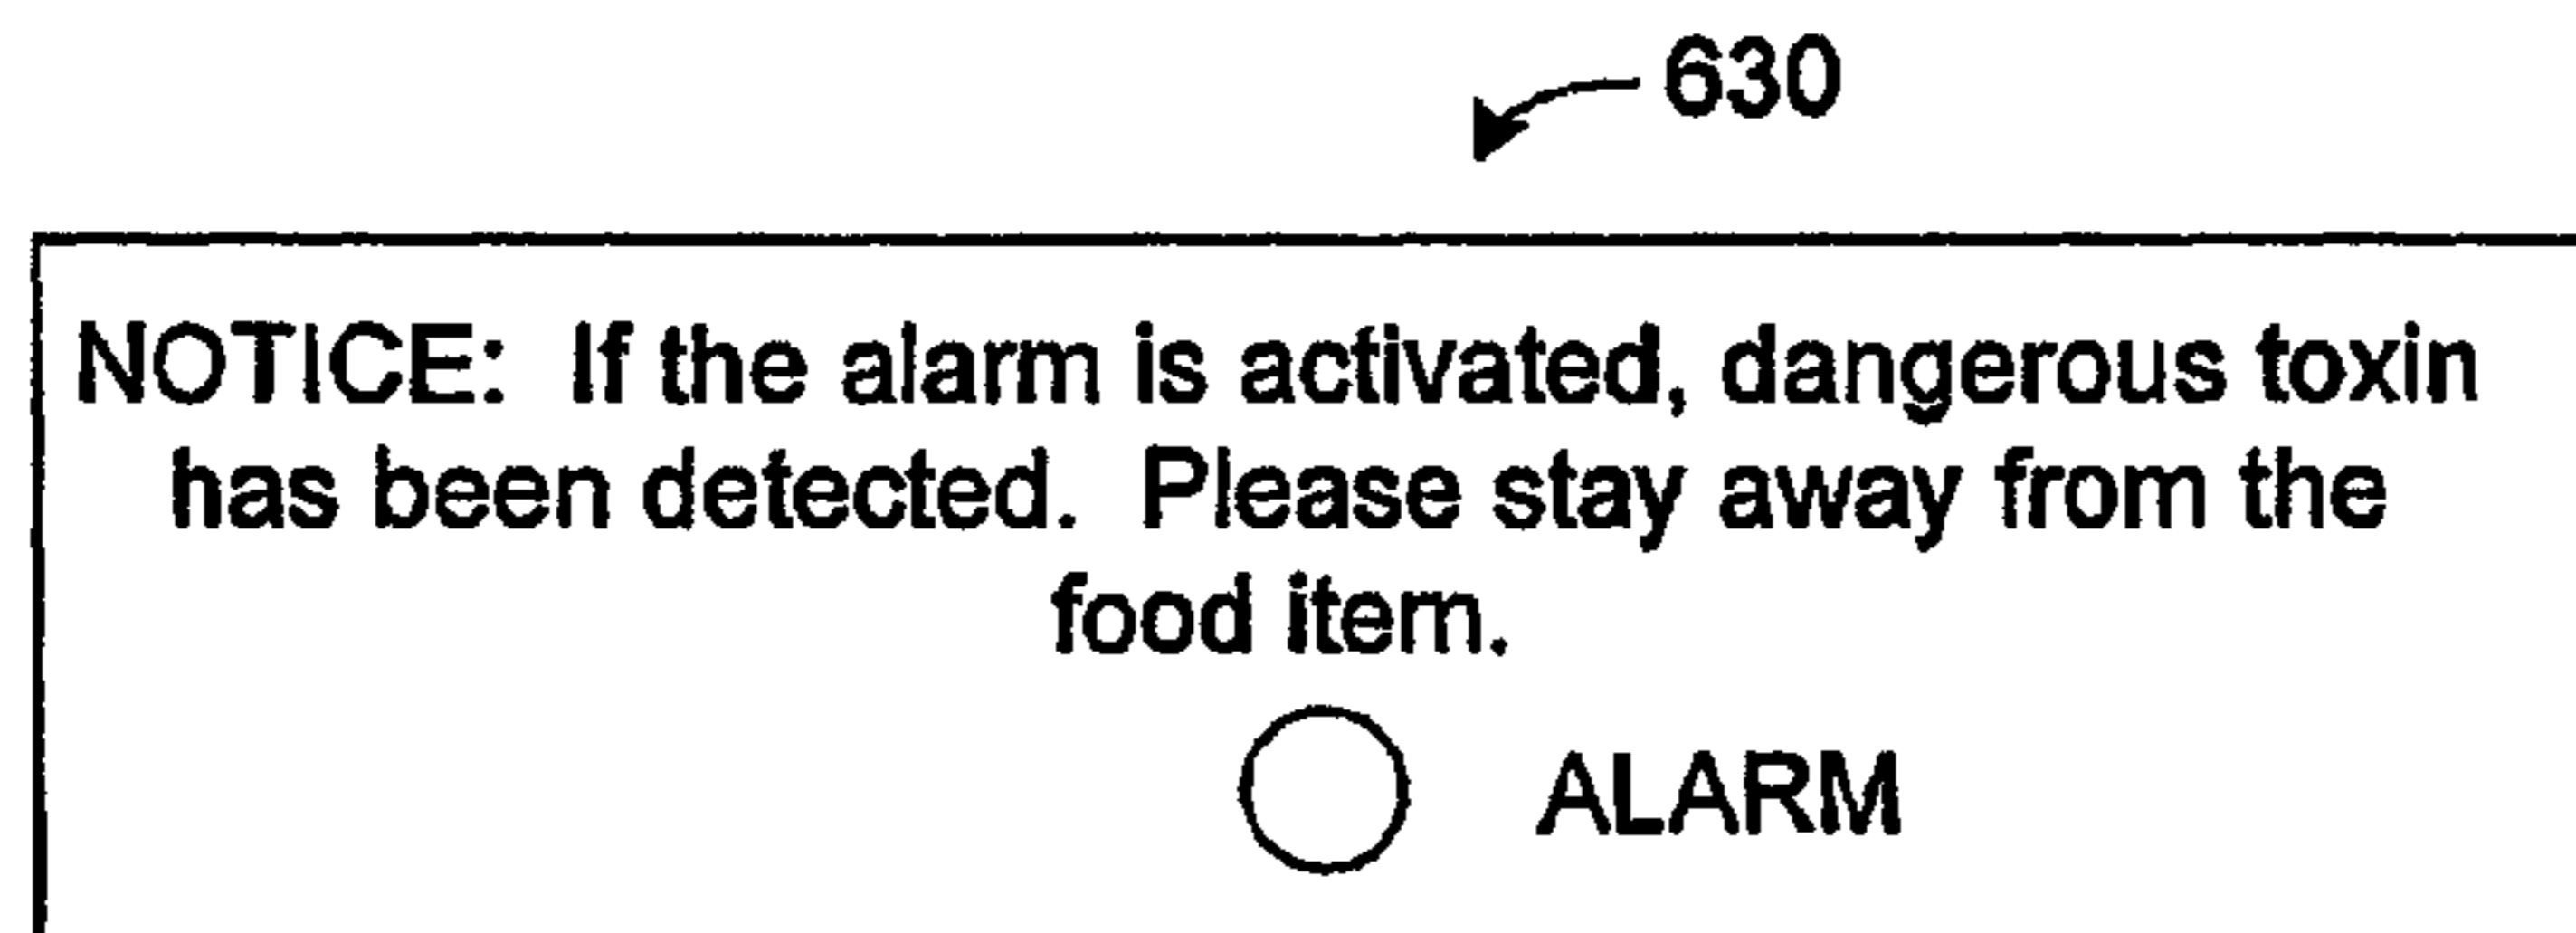 630
NOTICE: If the alarm is activated, dangerous toxin
has been detected. Please stay away from the
food item.
ALARM